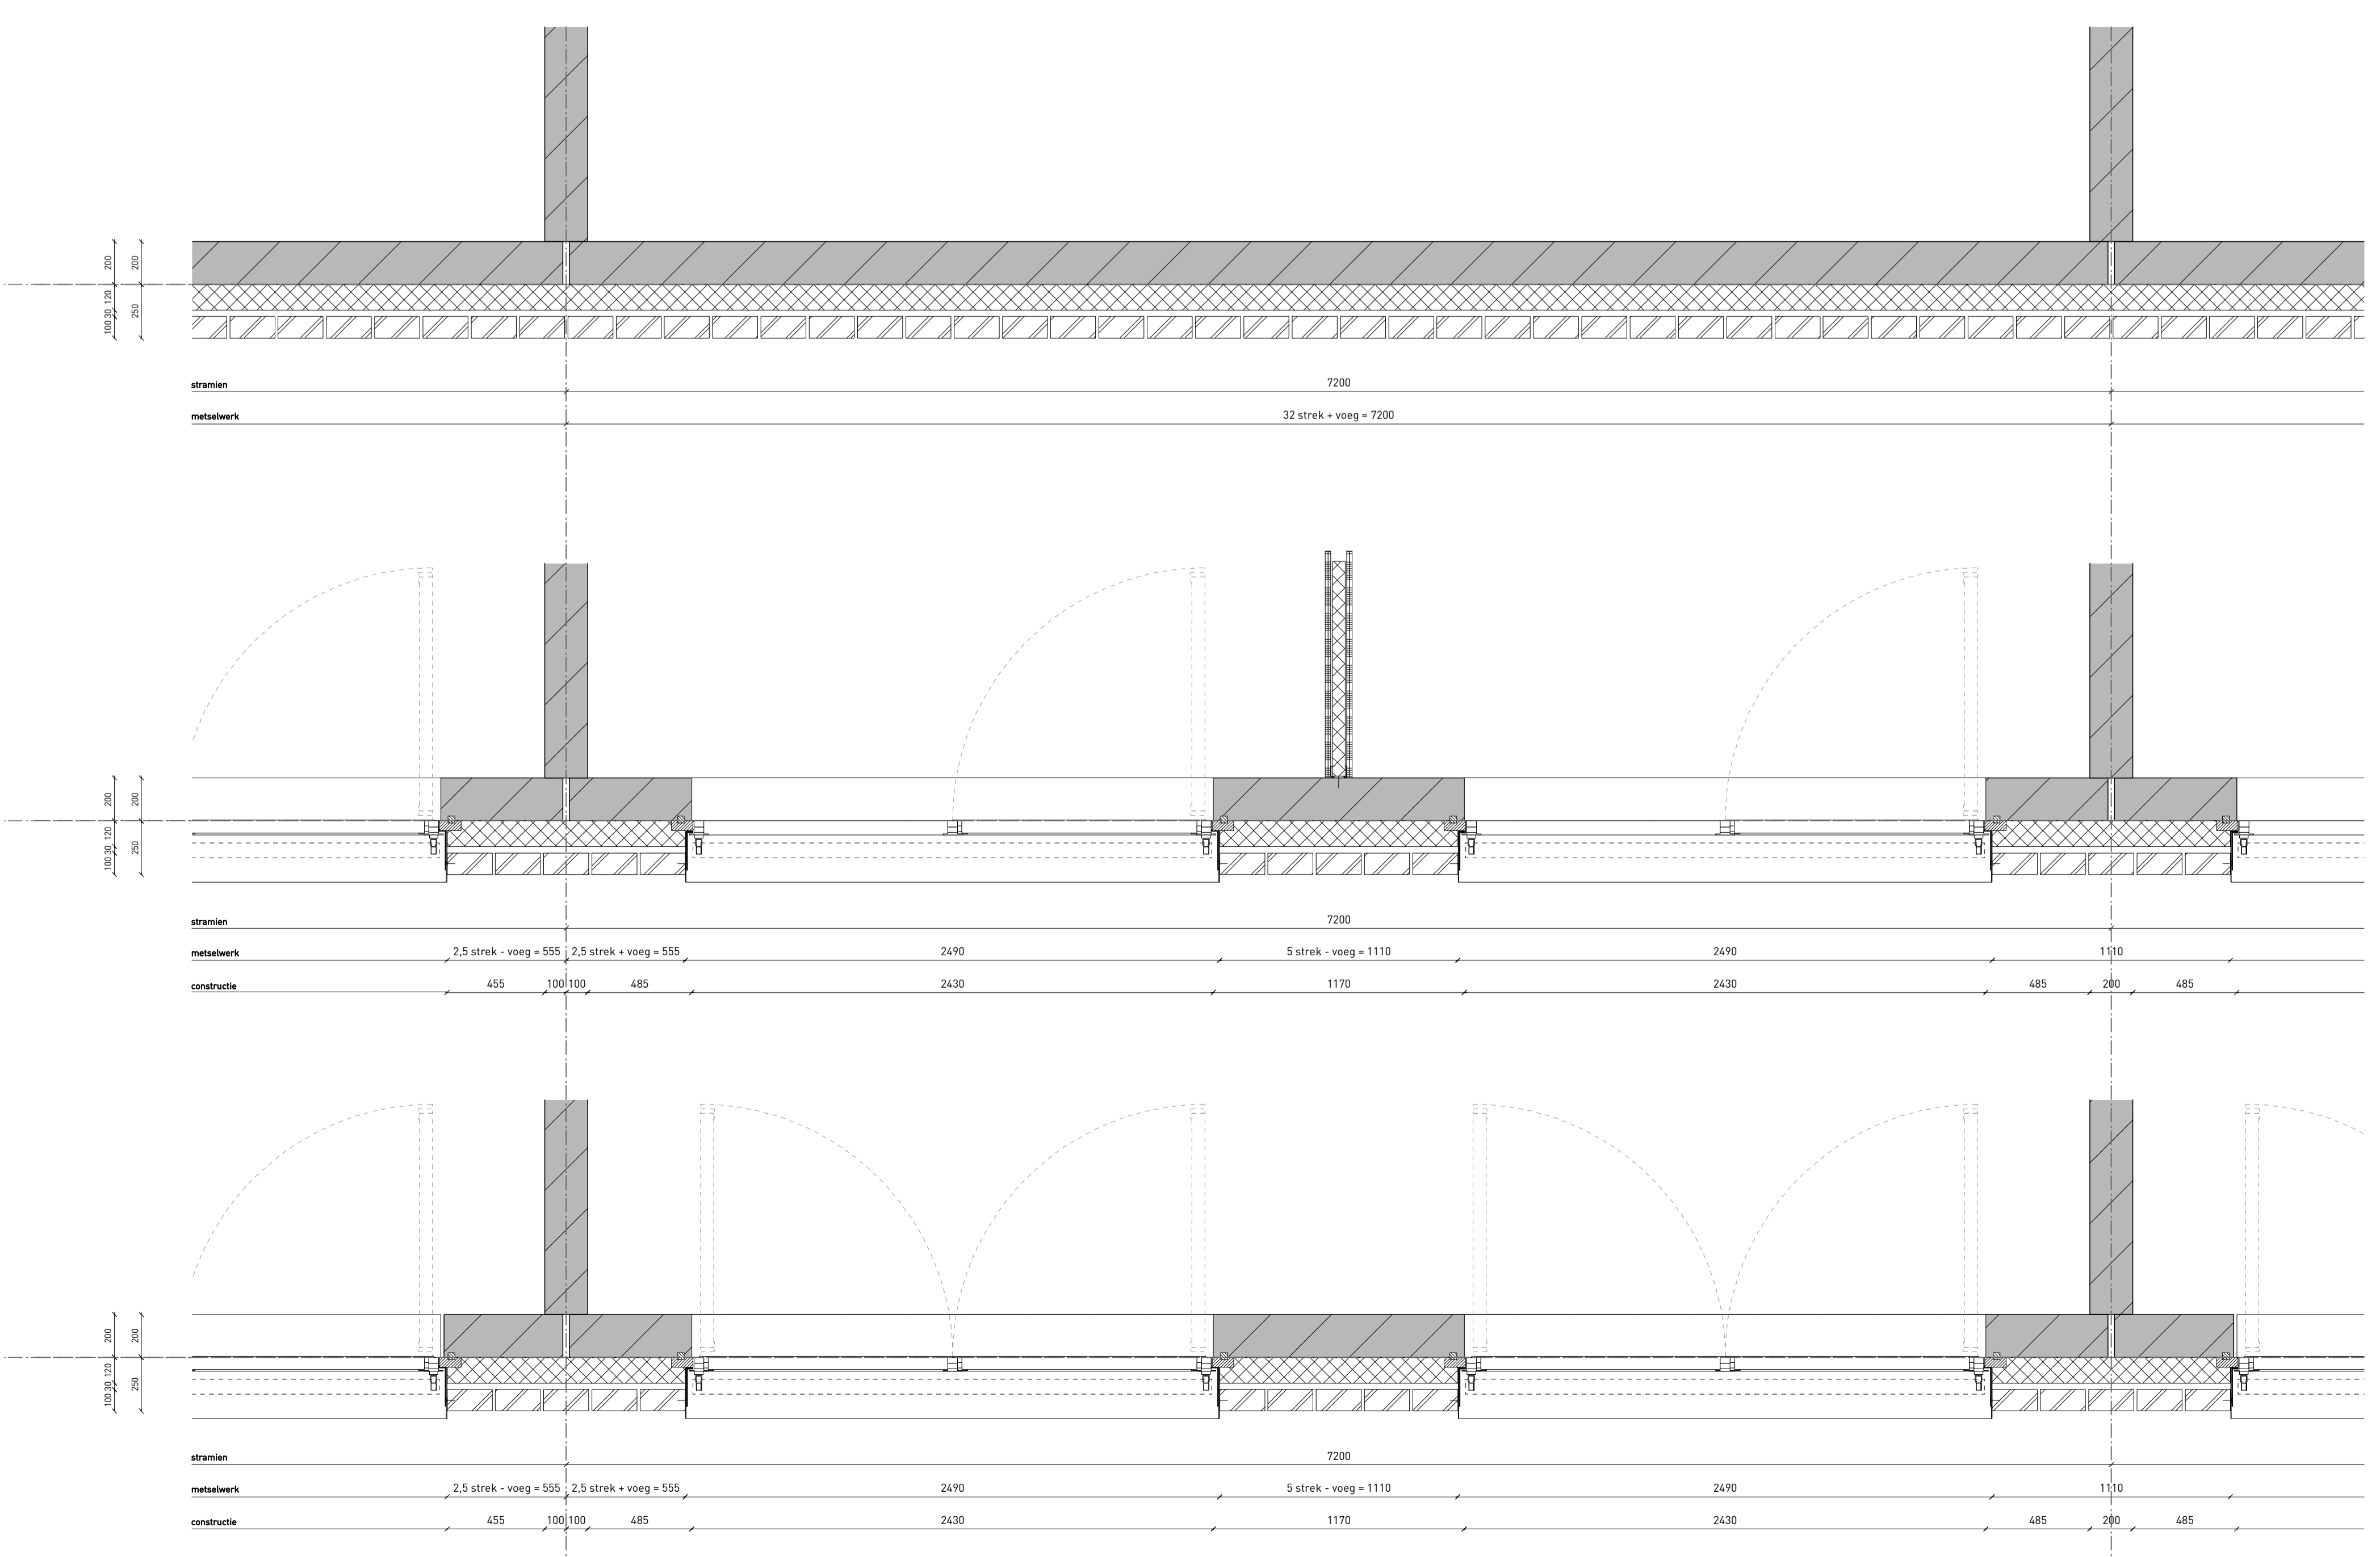 200 200
100 30 120 250
stramien 7200
metselwerk 32 strek + voeg = 7200
200 200
100 30 120 250
stramien 7200
metselwerk 2,5 strek - voeg = 555 2,5 strek + voeg = 555 2490 5 strek - voeg = 1110 2490 1110
constructie 455 100 100 485 2430 1170 2430 485 200 485
200 200
100 30 120 250
stramien 7200
metselwerk 2,5 strek - voeg = 555 2,5 strek + voeg = 555 2490 5 strek - voeg = 1110 2490 1110
constructie 455 100 100 485 2430 1170 2430 485 200 485